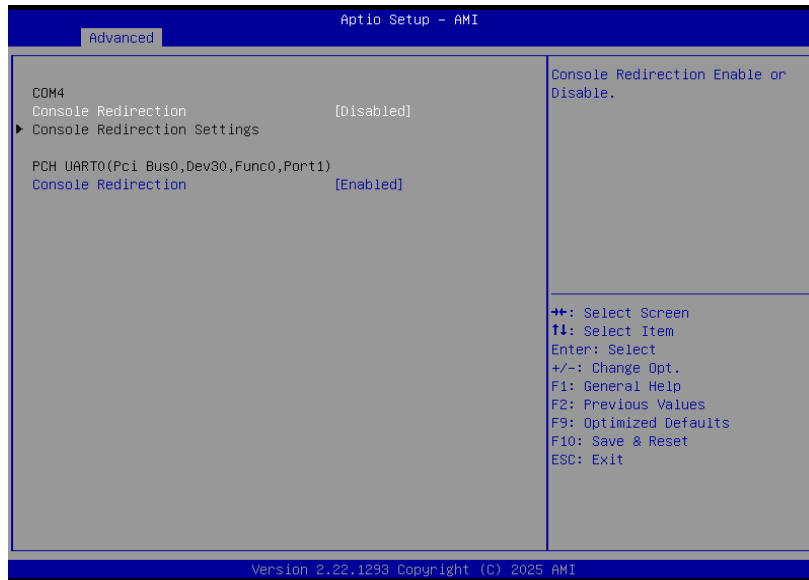 Aptio Setup – AMI
Advanced
COM4
Console Redirection [Disabled]
Console Redirection Settings
PCH UART0(Pci Bus0,Dev30,Func0,Port1)
Console Redirection [Enabled]
Console Redirection Enable or
Disable.
→←: Select Screen
↑↓: Select Item
Enter: Select
+/-: Change Opt.
F1: General Help
F2: Previous Values
F9: Optimized Defaults
F10: Save & Reset
ESC: Exit
Version 2.22.1293 Copyright (C) 2025 AMI